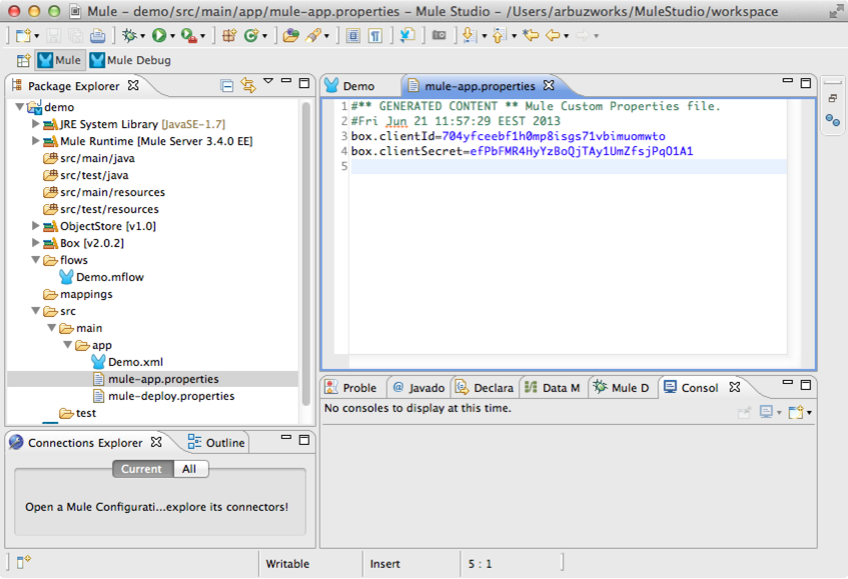 Mule - demo/src/main/app/mule-app.properties - Mule Studio - /Users/arbuzworks/MuleStudio/workspace
Mule
Mule Debug
Package Explorer
demo
JRE System Library [JavaSE-1.7]
Mule Runtime [Mule Server 3.4.0 EE]
src/main/java
src/test/java
src/main/resources
src/test/resources
ObjectStore [v1.0]
Box [v2.0.2]
flows
Demo.mflow
mappings
src
main
app
Demo.xml
mule-app.properties
mule-deploy.properties
test
Demo
mule-app.properties
1 #** GENERATED CONTENT ** Mule Custom Properties file.
2 #Fri Jun 21 11:57:29 EEST 2013
3 box.clientId=704yfceebf1h0mp8isgs71vbimuomwto
4 box.clientSecret=efPbFMR4HyYzBoQjTAy1UmZfsjPqO1A1
5
Connections Explorer
Outline
Current
All
Open a Mule Configurati...explore its connectors!
Proble
Javado
Declara
Data M
Mule D
Consol
No consoles to display at this time.
Writable
Insert
5 : 1